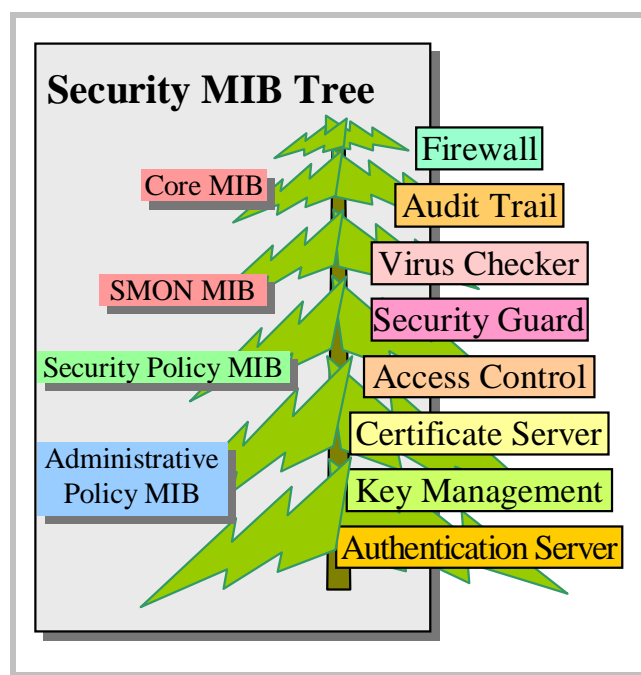 Security MIB Tree
Firewall
Core MIB
Audit Trail
Virus Checker
SMON MIB
Security Guard
Security Policy MIB
Access Control
Certificate Server
Administrative
Policy MIB
Key Management
Authentication Server